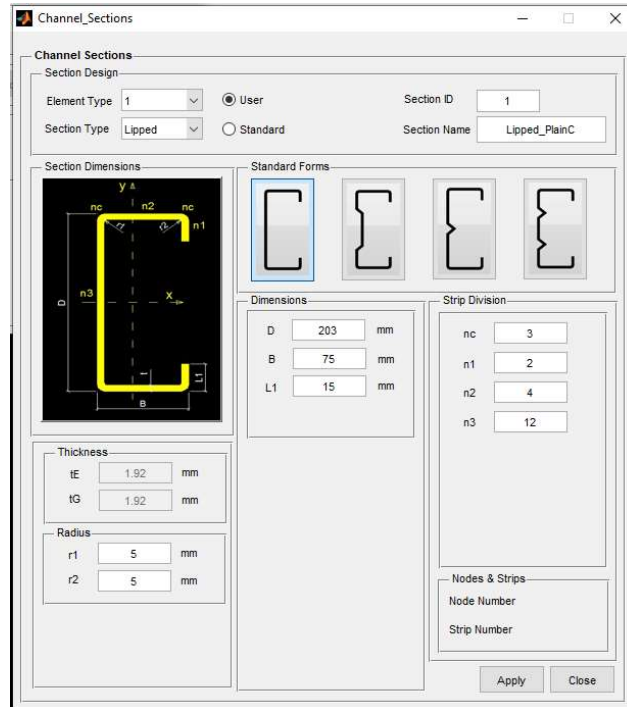 Channel_Sections
Channel Sections
Section Design
Element Type 1 User Section ID 1
Section Type Lipped Standard Section Name Lipped_PlainC
Section Dimensions
y
nc n2 nc
r1 r2 n1
D n3 x
t L1
B
Standard Forms
Dimensions
D 203 mm
B 75 mm
L1 15 mm
Strip Division
nc 3
n1 2
n2 4
n3 12
Thickness
tE 1.92 mm
tG 1.92 mm
Radius
r1 5 mm
r2 5 mm
Nodes & Strips
Node Number
Strip Number
Apply Close